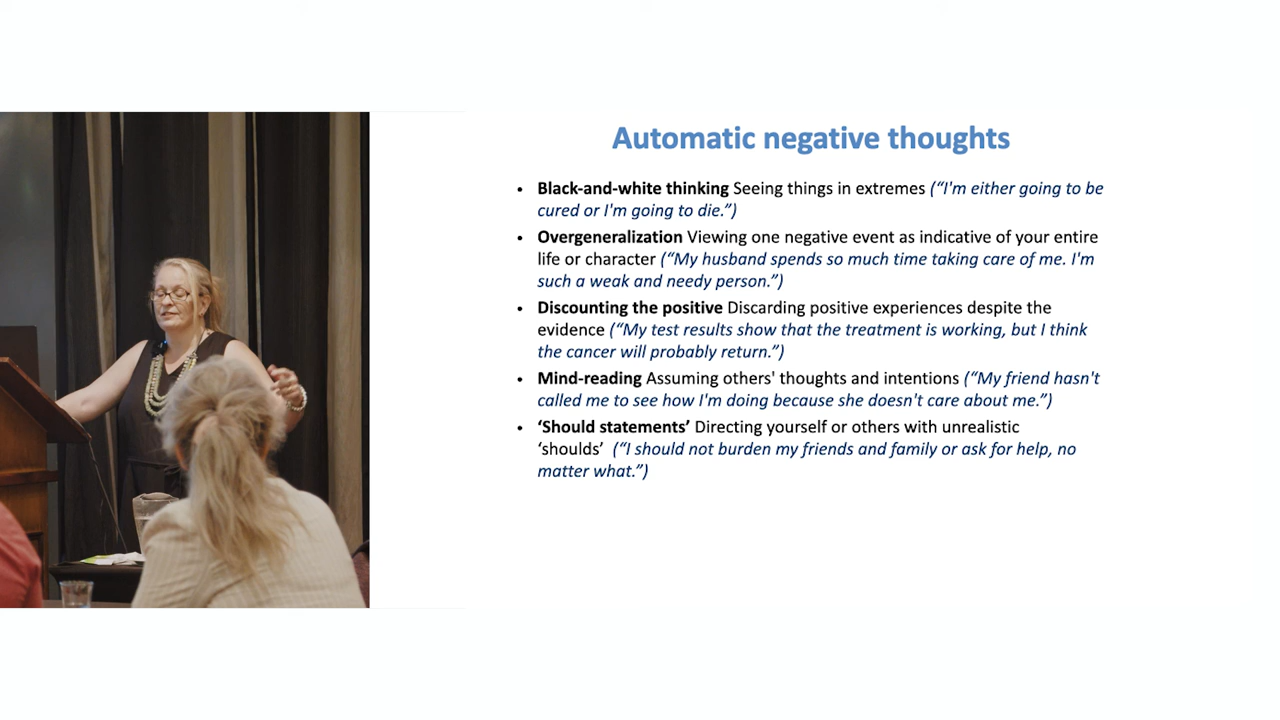 Automatic negative thoughts
• Black-and-white thinking Seeing things in extremes (“I'm either going to be
cured or I'm going to die.”)
• Overgeneralization Viewing one negative event as indicative of your entire
life or character (“My husband spends so much time taking care of me. I'm
such a weak and needy person.”)
• Discounting the positive Discarding positive experiences despite the
evidence (“My test results show that the treatment is working, but I think
the cancer will probably return.”)
• Mind-reading Assuming others' thoughts and intentions (“My friend hasn't
called me to see how I'm doing because she doesn't care about me.”)
• ‘Should statements’ Directing yourself or others with unrealistic
‘shoulds’ (“I should not burden my friends and family or ask for help, no
matter what.”)